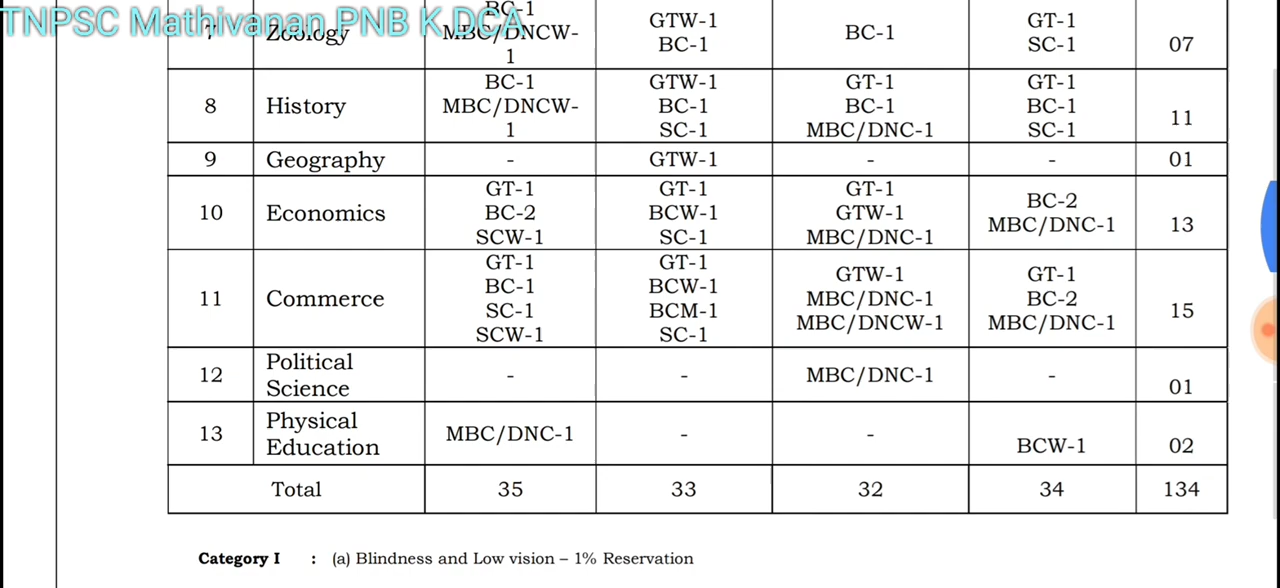 TNPSC Mathivanan PNB K DCA
7 Zoology BC-1 MBC/DNCW-1 GTW-1 BC-1 BC-1 GT-1 SC-1 07
8 History BC-1 MBC/DNCW-1 GTW-1 BC-1 SC-1 GT-1 BC-1 MBC/DNC-1 GT-1 BC-1 SC-1 11
9 Geography - GTW-1 - - 01
10 Economics GT-1 BC-2 SCW-1 GT-1 BCW-1 SC-1 GT-1 GTW-1 MBC/DNC-1 BC-2 MBC/DNC-1 13
11 Commerce GT-1 BC-1 SC-1 SCW-1 GT-1 BCW-1 BCM-1 SC-1 GTW-1 MBC/DNC-1 MBC/DNCW-1 GT-1 BC-2 MBC/DNC-1 15
12 Political Science - - MBC/DNC-1 - 01
13 Physical Education MBC/DNC-1 - - BCW-1 02
Total 35 33 32 34 134
Category I : (a) Blindness and Low vision – 1% Reservation